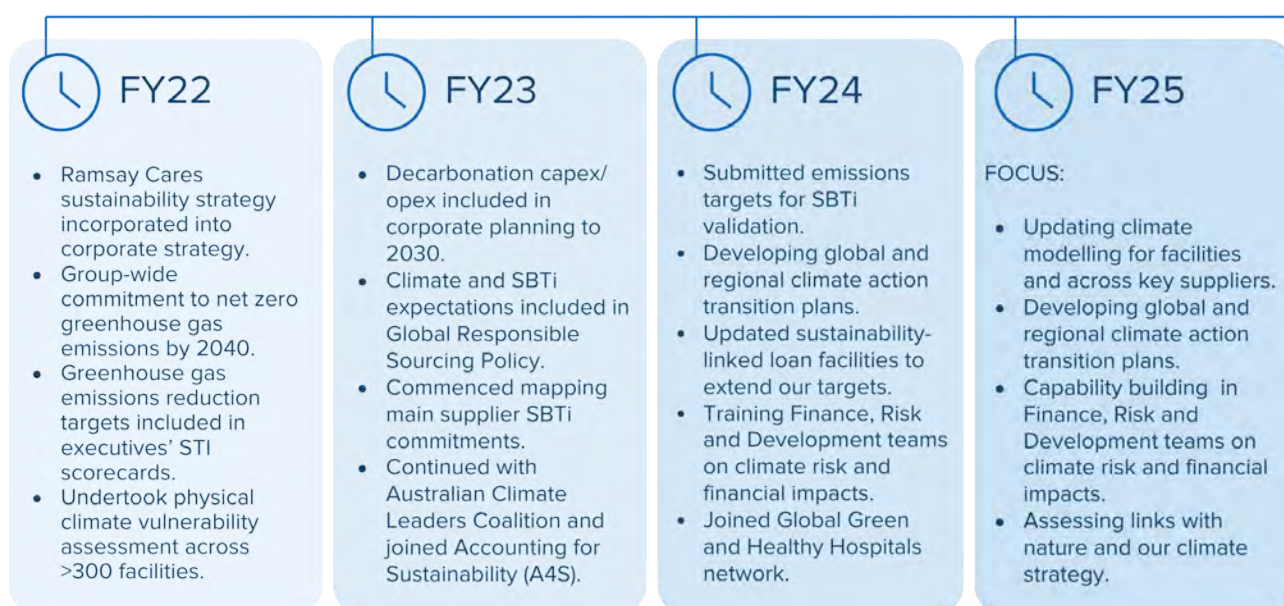 FY22
• Ramsay Cares
sustainability strategy
incorporated into
corporate strategy.
• Group-wide
commitment to net zero
greenhouse gas
emissions by 2040.
• Greenhouse gas
emissions reduction
targets included in
executives’ STI
scorecards.
• Undertook physical
climate vulnerability
assessment across
>300 facilities.
FY23
• Decarbonation capex/
opex included in
corporate planning to
2030.
• Climate and SBTi
expectations included in
Global Responsible
Sourcing Policy.
• Commenced mapping
main supplier SBTi
commitments.
• Continued with
Australian Climate
Leaders Coalition and
joined Accounting for
Sustainability (A4S).
FY24
• Submitted emissions
targets for SBTi
validation.
• Developing global and
regional climate action
transition plans.
• Updated sustainability-
linked loan facilities to
extend our targets.
• Training Finance, Risk
and Development teams
on climate risk and
financial impacts.
• Joined Global Green
and Healthy Hospitals
network.
FY25
FOCUS:
• Updating climate
modelling for facilities
and across key suppliers.
• Developing global and
regional climate action
transition plans.
• Capability building in
Finance, Risk and
Development teams on
climate risk and financial
impacts.
• Assessing links with
nature and our climate
strategy.